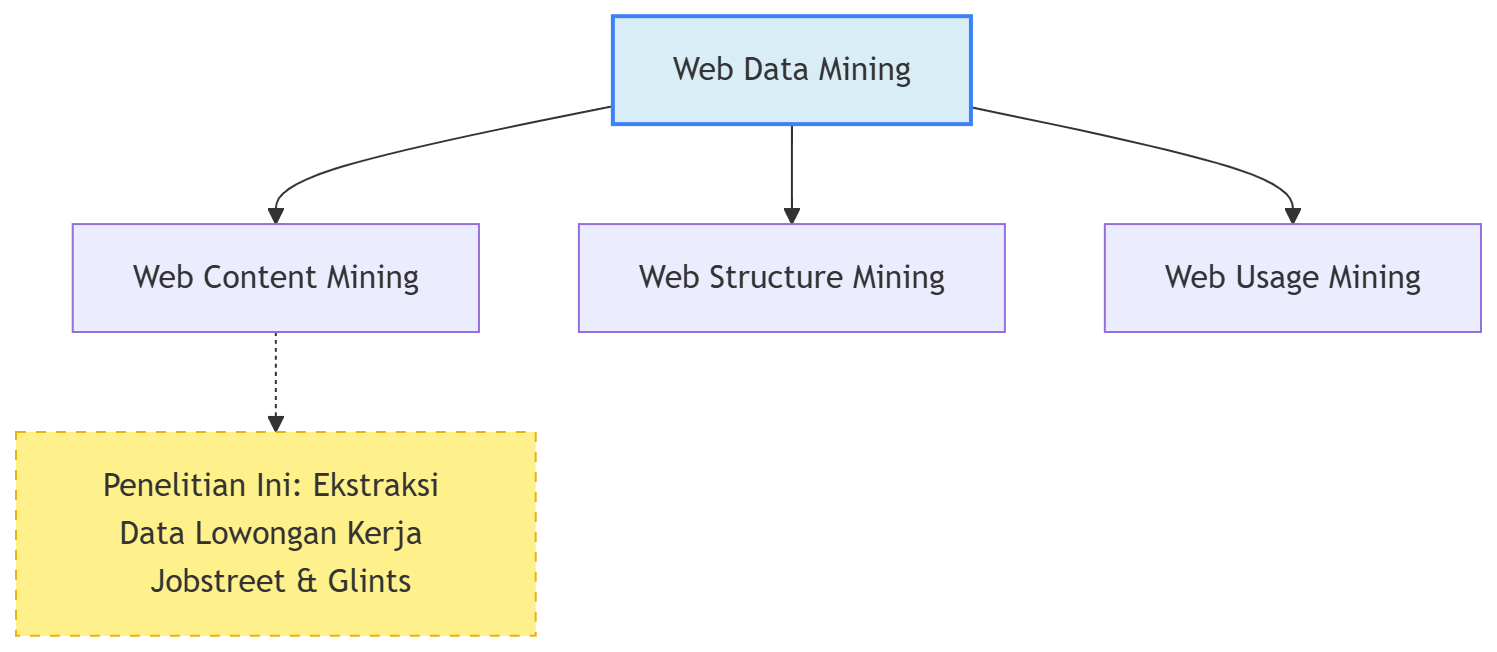 Web Data Mining
Web Content Mining
Web Structure Mining
Web Usage Mining
Penelitian Ini: Ekstraksi
Data Lowongan Kerja
Jobstreet & Glints